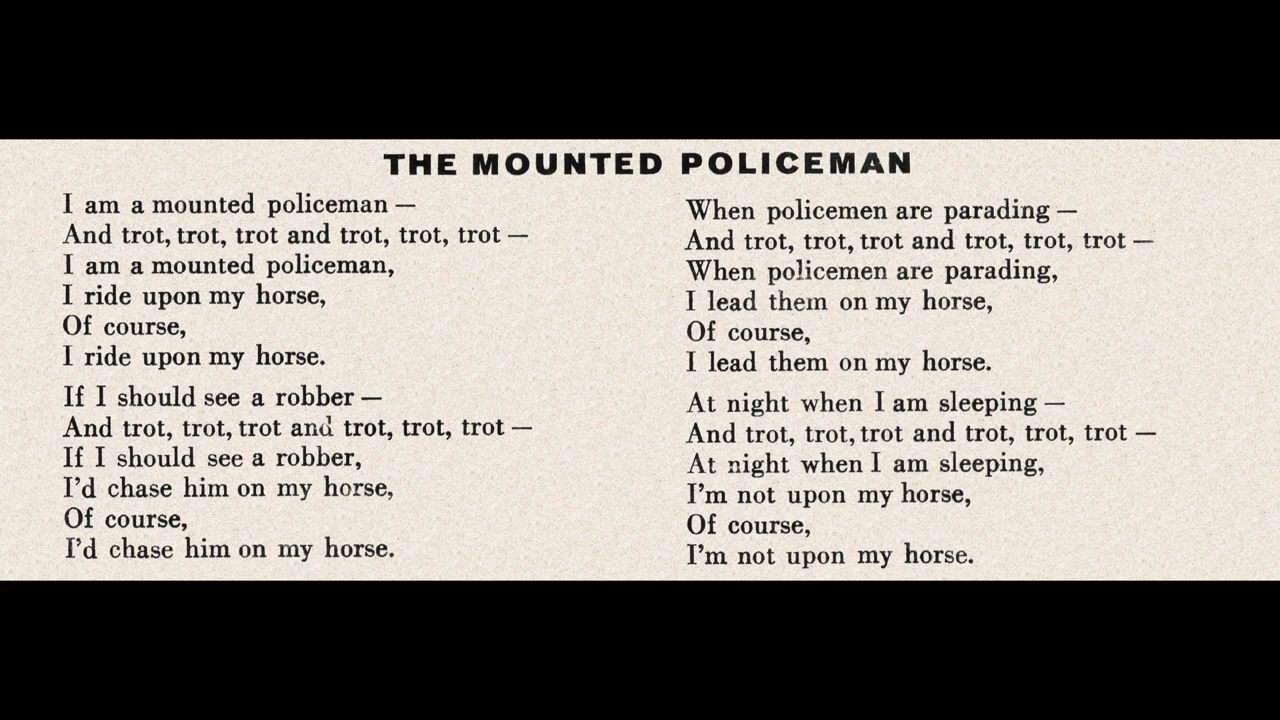 THE MOUNTED POLICEMAN
I am a mounted policeman —
And trot, trot, trot and trot, trot, trot —
I am a mounted policeman,
I ride upon my horse,
Of course,
I ride upon my horse.
If I should see a robber —
And trot, trot, trot and trot, trot, trot —
If I should see a robber,
I'd chase him on my horse,
Of course,
I'd chase him on my horse.
When policemen are parading —
And trot, trot, trot and trot, trot, trot —
When policemen are parading,
I lead them on my horse,
Of course,
I lead them on my horse.
At night when I am sleeping —
And trot, trot, trot and trot, trot, trot —
At night when I am sleeping,
I'm not upon my horse,
Of course,
I'm not upon my horse.